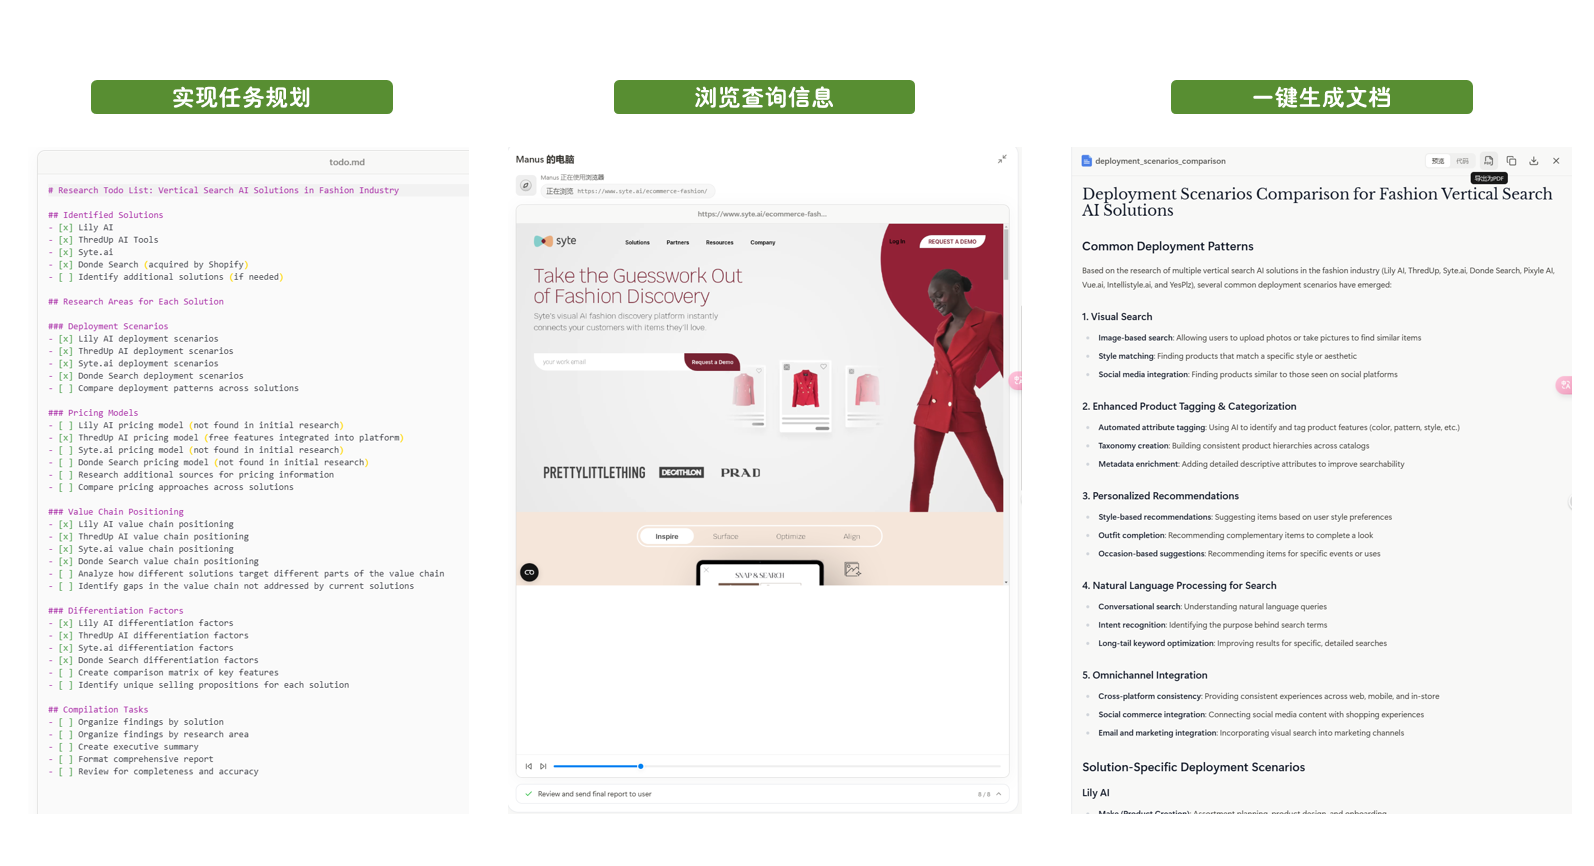 实现任务规划
浏览查询信息
一键生成文档
todo.md
# Research Todo List: Vertical Search AI Solutions in Fashion Industry
## Identified Solutions
- [x] Lily AI
- [x] ThredUp AI Tools
- [x] Syte.ai
- [x] Donde Search (acquired by Shopify)
- [ ] Identify additional solutions (if needed)
## Research Areas for Each Solution
### Deployment Scenarios
- [x] Lily AI deployment scenarios
- [x] ThredUp AI deployment scenarios
- [x] Syte.ai deployment scenarios
- [x] Donde Search deployment scenarios
- [ ] Compare deployment patterns across solutions
### Pricing Models
- [ ] Lily AI pricing model (not found in initial research)
- [x] ThredUp AI pricing model (free features integrated into platform)
- [ ] Syte.ai pricing model (not found in initial research)
- [ ] Donde Search pricing model (not found in initial research)
- [ ] Research additional sources for pricing information
- [ ] Compare pricing approaches across solutions
### Value Chain Positioning
- [x] Lily AI value chain positioning
- [x] ThredUp AI value chain positioning
- [x] Syte.ai value chain positioning
- [x] Donde Search value chain positioning
- [ ] Analyze how different solutions target different parts of the value chain
- [ ] Identify gaps in the value chain not addressed by current solutions
### Differentiation Factors
- [x] Lily AI differentiation factors
- [x] ThredUp AI differentiation factors
- [x] Syte.ai differentiation factors
- [x] Donde Search differentiation factors
- [ ] Create comparison matrix of key features
- [ ] Identify unique selling propositions for each solution
## Compilation Tasks
- [ ] Organize findings by solution
- [ ] Organize findings by research area
- [ ] Create executive summary
- [ ] Format comprehensive report
- [ ] Review for completeness and accuracy
Manus 的电脑
Manus 正在使用浏览器
正在浏览 https://www.syte.ai/ecommerce-fashion/
https://www.syte.ai/ecommerce-fash...
syte
Solutions Partners Resources Company Log In REQUEST A DEMO
Take the Guesswork Out
of Fashion Discovery
Syte's visual AI fashion discovery platform instantly
connects your customers with items they'll love.
your work email Request a Demo
PRETTYLITTLETHING DECATHLON PRADA
Inspire Surface Optimize Align
SNAP & SEARCH
Review and send final report to user 8 / 8
deployment_scenarios_comparison
预览 代码
导出为PDF
Deployment Scenarios Comparison for Fashion Vertical Search
AI Solutions
Common Deployment Patterns
Based on the research of multiple vertical search AI solutions in the fashion industry (Lily AI, ThredUp, Syte.ai, Donde Search, Pixyle AI,
Vue.ai, Intellistyle.ai, and YesPlz), several common deployment scenarios have emerged:
1. Visual Search
Image-based search: Allowing users to upload photos or take pictures to find similar items
Style matching: Finding products that match a specific style or aesthetic
Social media integration: Finding products similar to those seen on social platforms
2. Enhanced Product Tagging & Categorization
Automated attribute tagging: Using AI to identify and tag product features (color, pattern, style, etc.)
Taxonomy creation: Building consistent product hierarchies across catalogs
Metadata enrichment: Adding detailed descriptive attributes to improve searchability
3. Personalized Recommendations
Style-based recommendations: Suggesting items based on user style preferences
Outfit completion: Recommending complementary items to complete a look
Occasion-based suggestions: Recommending items for specific events or uses
4. Natural Language Processing for Search
Conversational search: Understanding natural language queries
Intent recognition: Identifying the purpose behind search terms
Long-tail keyword optimization: Improving results for specific, detailed searches
5. Omnichannel Integration
Cross-platform consistency: Providing consistent experiences across web, mobile, and in-store
Social commerce integration: Connecting social media content with shopping experiences
Email and marketing integration: Incorporating visual search into marketing channels
Solution-Specific Deployment Scenarios
Lily AI
Make (Product Creation): Assortment planning, product design, and onboarding